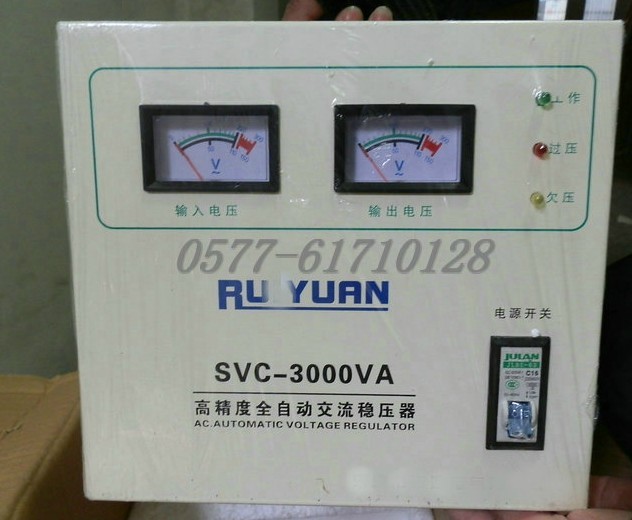 工作
过压
欠压
输入电压
输出电压
V
V
0577-61710128
RUIYUAN
电源开关
SVC-3000VA
高精度全自动交流稳压器
AC.AUTOMATIC VOLTAGE REGULATOR
JULAN
C16